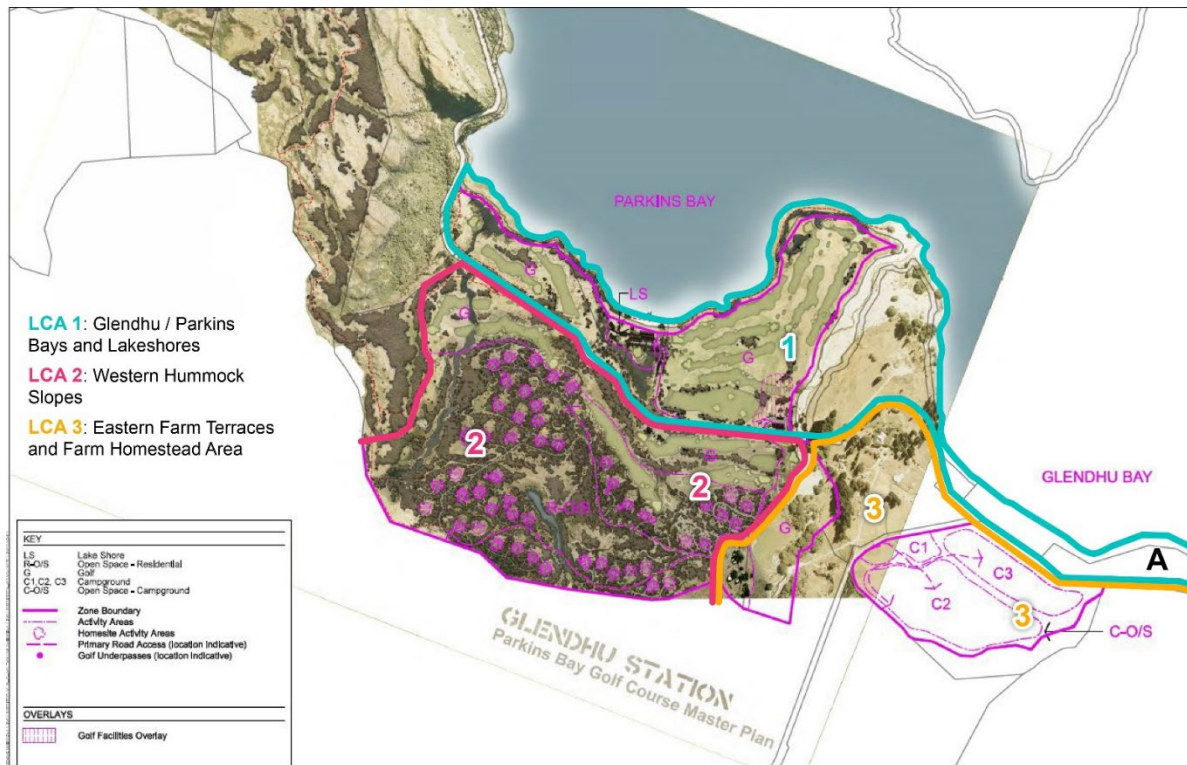 PARKINS BAY
LS
G
G
G
1
LCA 1: Glendhu / Parkins
Bays and Lakeshores
LCA 2: Western Hummock
Slopes
LCA 3: Eastern Farm Terraces
and Farm Homestead Area
2
2
G
R-O/S
G
3
GLENDHU BAY
A
C1
C3
C2
3
C-O/S
GLENDHU STATION
Parkins Bay Golf Course Master Plan
KEY
LS Lake Shore
R-O/S Open Space - Residential
G Golf
C1,C2, C3 Campground
C-O/S Open Space - Campground
Zone Boundary
Activity Areas
Homesite Activity Areas
Primary Road Access (location indicative)
Golf Underpasses (location indicative)
OVERLAYS
Golf Facilities Overlay